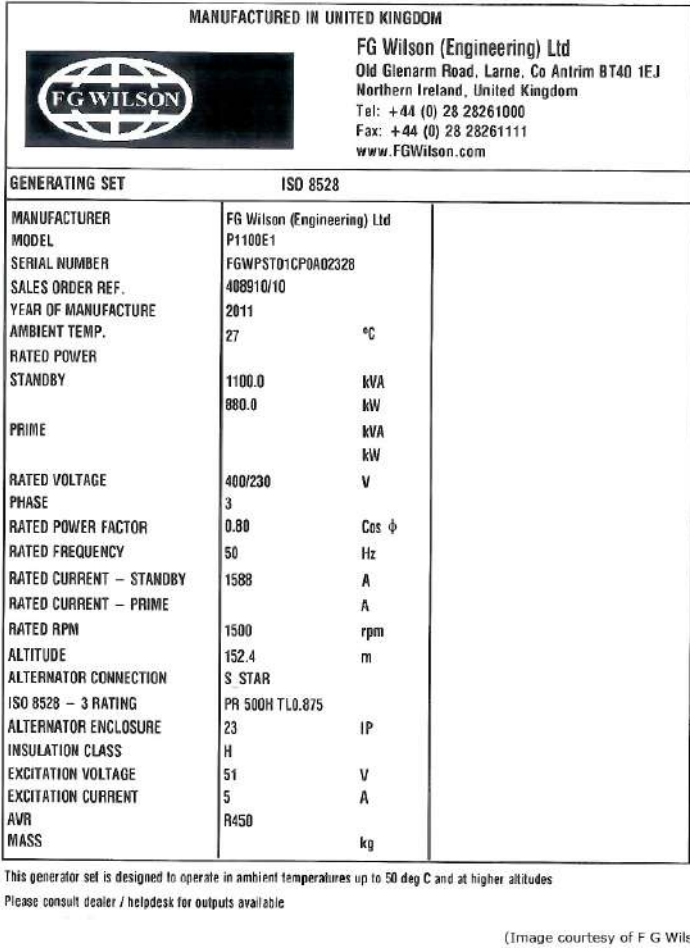 MANUFACTURED IN UNITED KINGDOM
FG WILSON
FG Wilson (Engineering) Ltd
Old Glenarm Road, Larne, Co Antrim BT40 1EJ
Northern Ireland, United Kingdom
Tel: +44 (0) 28 28261000
Fax: +44 (0) 28 28261111
www.FGWilson.com
GENERATING SET ISO 8528
MANUFACTURER FG Wilson (Engineering) Ltd
MODEL P1100E1
SERIAL NUMBER FGWPST01CP0A02328
SALES ORDER REF. 408910/10
YEAR OF MANUFACTURE 2011
AMBIENT TEMP. 27 °C
RATED POWER
STANDBY 1100.0 kVA
880.0 kW
PRIME kVA
kW
RATED VOLTAGE 400/230 V
PHASE 3
RATED POWER FACTOR 0.80 Cos ϕ
RATED FREQUENCY 50 Hz
RATED CURRENT – STANDBY 1588 A
RATED CURRENT – PRIME A
RATED RPM 1500 rpm
ALTITUDE 152.4 m
ALTERNATOR CONNECTION S_STAR
ISO 8528 – 3 RATING PR 500H TL0.875
ALTERNATOR ENCLOSURE 23 IP
INSULATION CLASS H
EXCITATION VOLTAGE 51 V
EXCITATION CURRENT 5 A
AVR R450
MASS kg
This generator set is designed to operate in ambient temperatures up to 50 deg C and at higher altitudes
Please consult dealer / helpdesk for outputs available
(Image courtesy of F G Wils